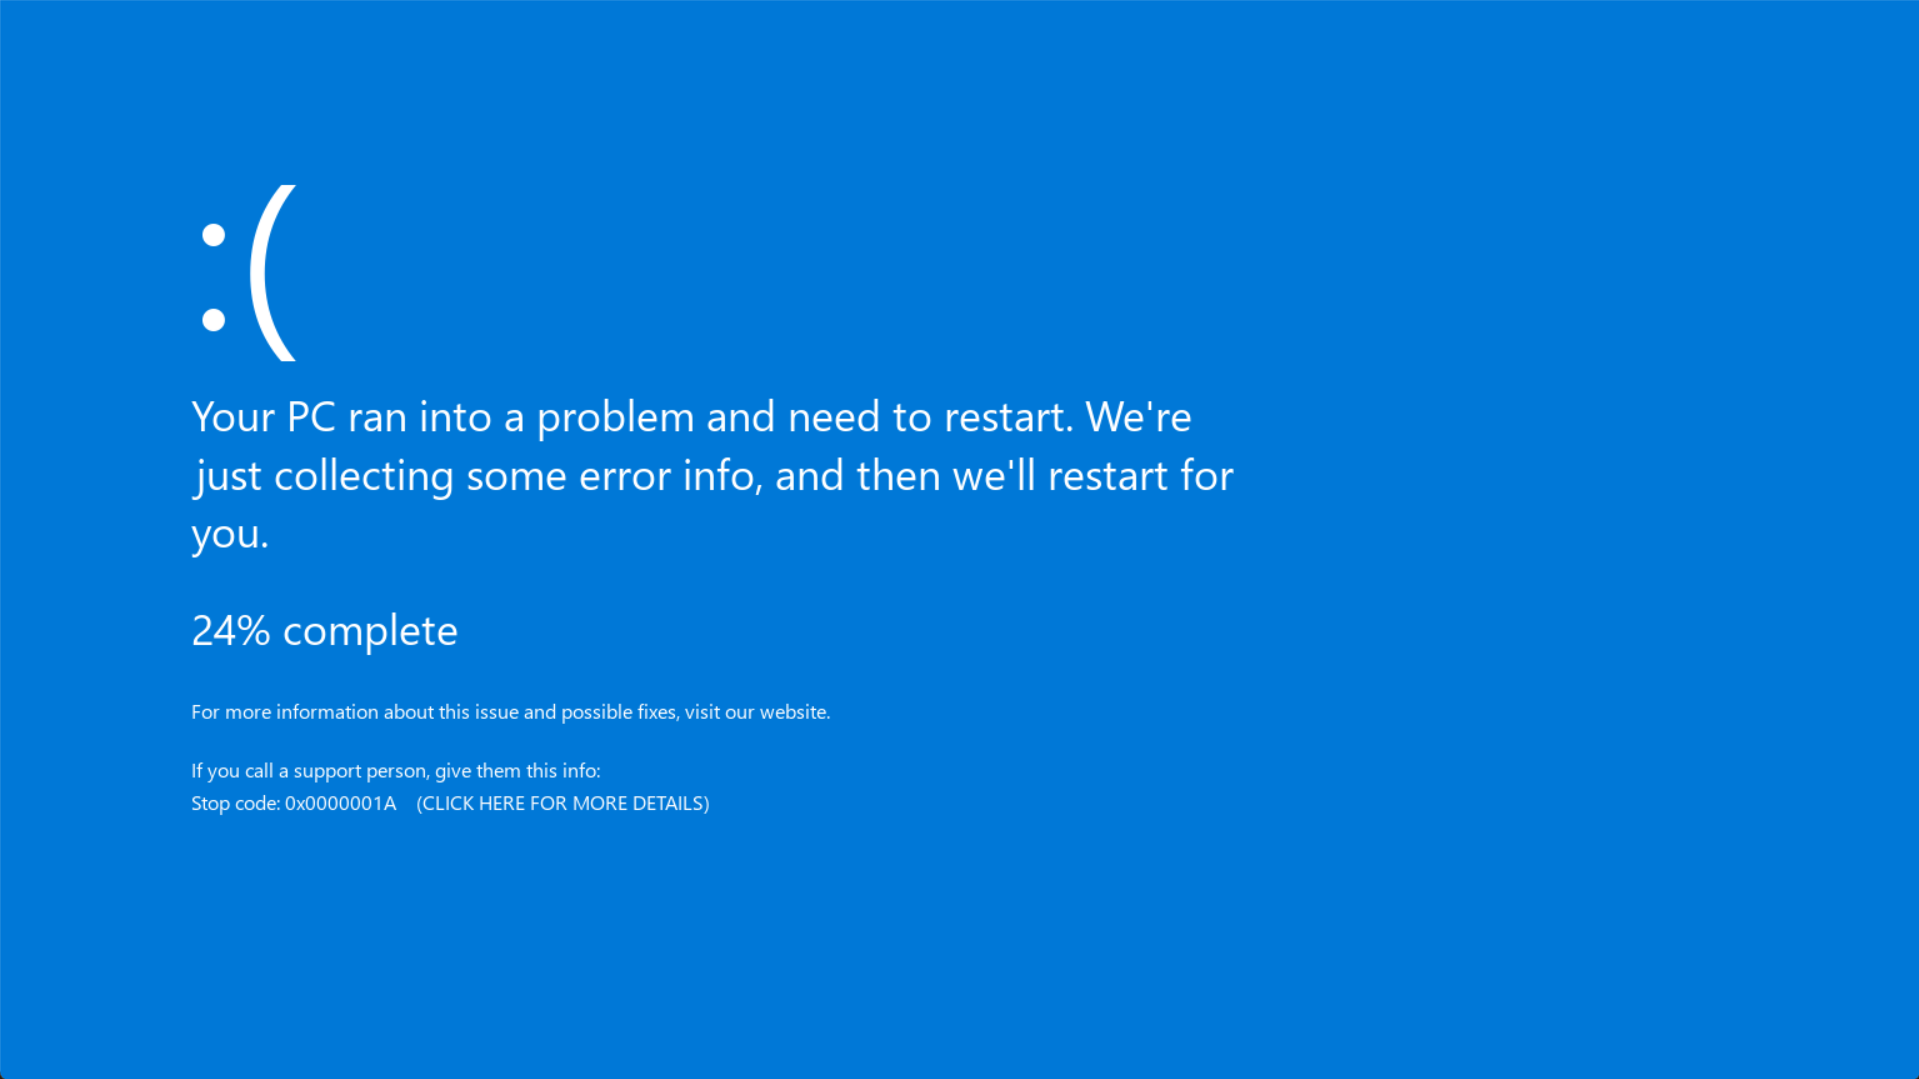 :(
Your PC ran into a problem and need to restart. We're
just collecting some error info, and then we'll restart for
you.
24% complete
For more information about this issue and possible fixes, visit our website.
If you call a support person, give them this info:
Stop code: 0x0000001A (CLICK HERE FOR MORE DETAILS)